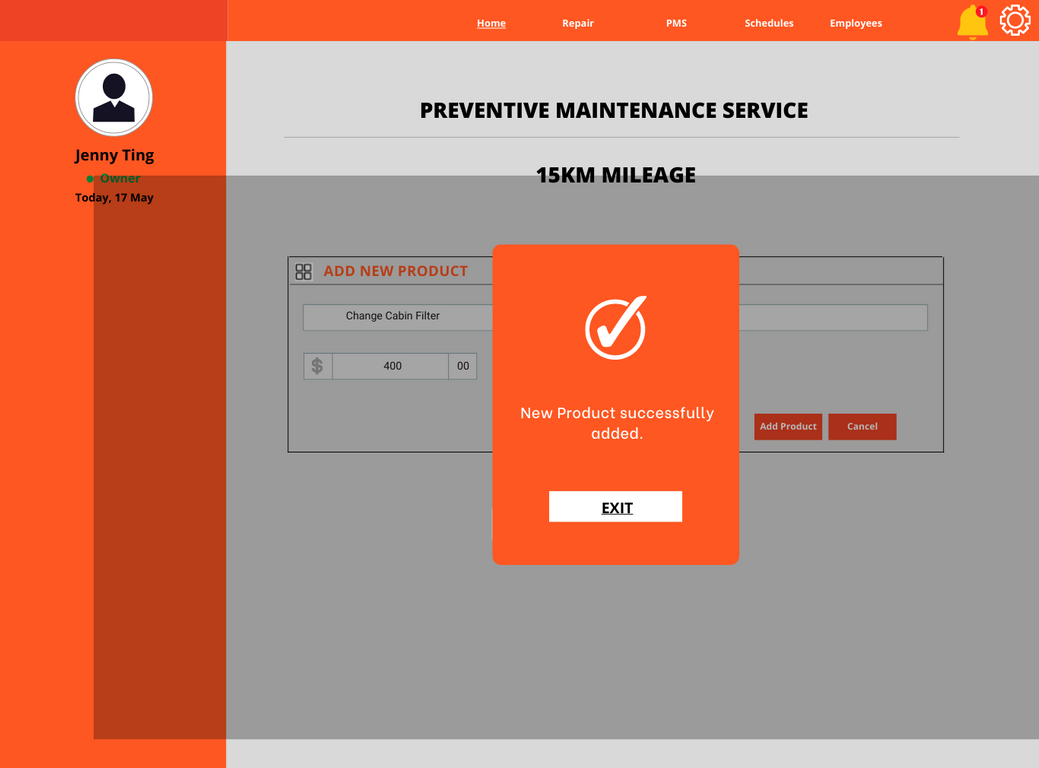 Home Repair PMS Schedules Employees
1
Jenny Ting
Owner
Today, 17 May
PREVENTIVE MAINTENANCE SERVICE
15KM MILEAGE
ADD NEW PRODUCT
Change Cabin Filter
$ 400 00
Add Product Cancel
New Product successfully
added.
EXIT